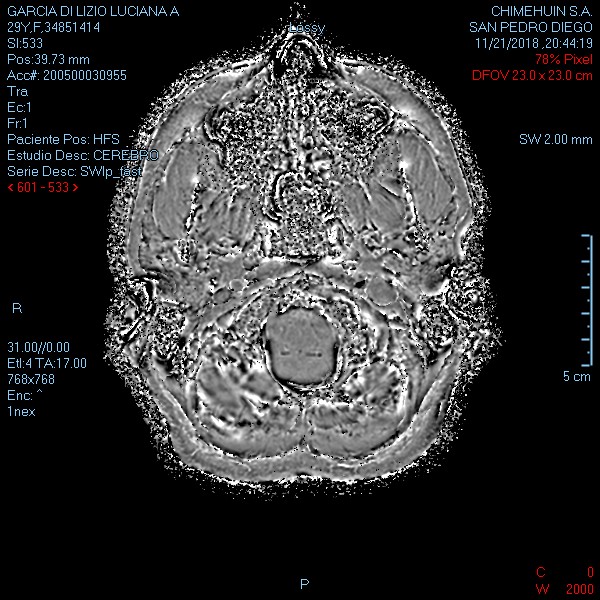 GARCIA DI LIZIO LUCIANA A
29Y,F,34851414
Sl:533
Pos:39.73 mm
Acc#: 200500030955
Tra
Ec:1
Fr:1
Paciente Pos: HFS
Estudio Desc: CEREBRO
Serie Desc: SWIp_fast
< 601 - 533 >
Lossy
CHIMEHUIN S.A.
SAN PEDRO DIEGO
11/21/2018 ,20:44:19
78% Pixel
DFOV 23.0 x 23.0 cm
SW 2.00 mm
R
31.00//0.00
Etl:4 TA:17.00
768x768
Enc: ^
1nex
5 cm
P
C 0
W 2000